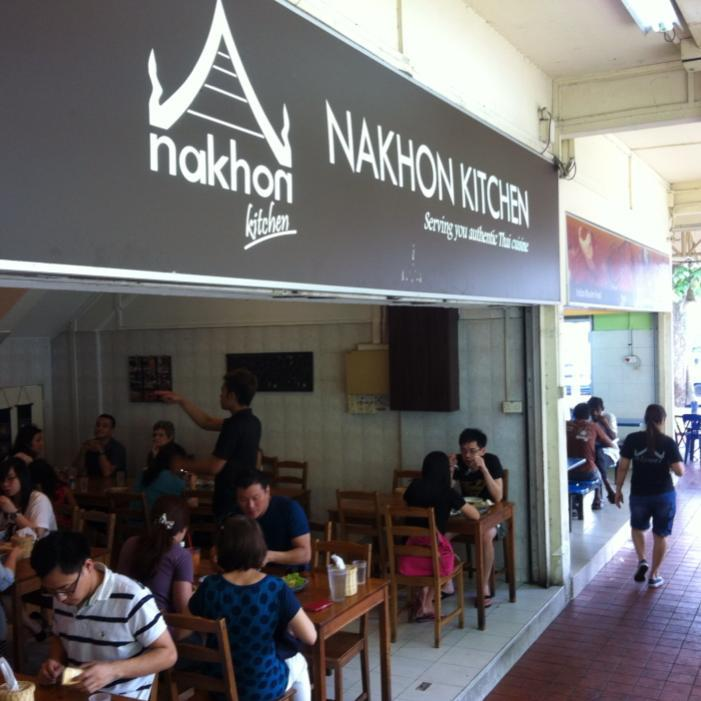 nakhon
kitchen
NAKHON KITCHEN
Serving you authentic Thai cuisine